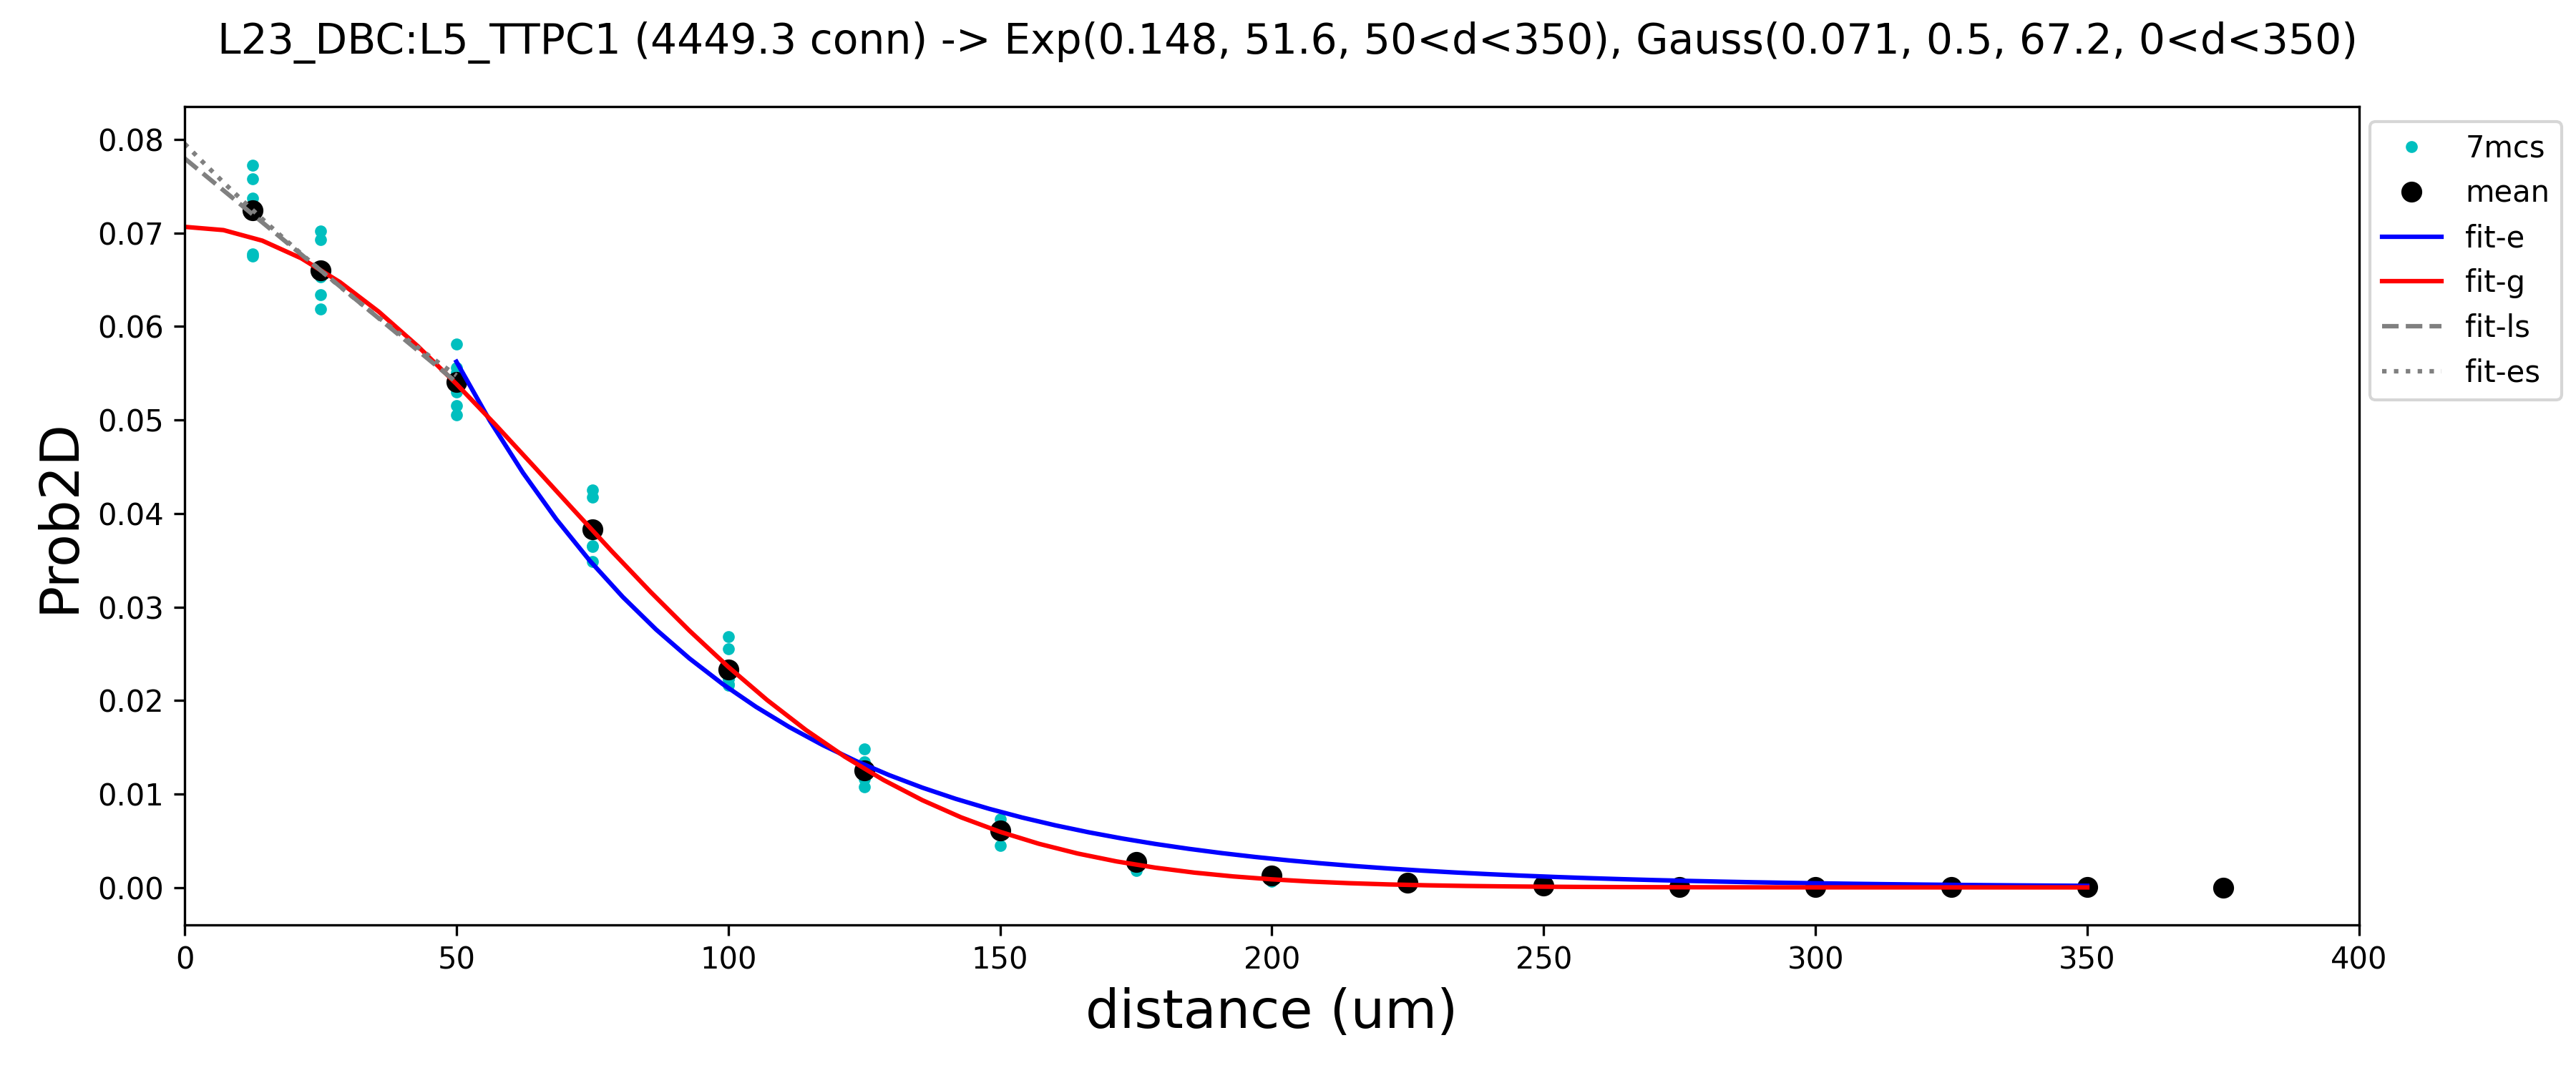 L23_DBC:L5_TTPC1 (4449.3 conn) -> Exp(0.148, 51.6, 50<d<350), Gauss(0.071, 0.5, 67.2, 0<d<350)
Prob2D
0.08
0.07
0.06
0.05
0.04
0.03
0.02
0.01
0.00
0 50 100 150 200 250 300 350 400
distance (um)
7mcs
mean
fit-e
fit-g
fit-ls
fit-es